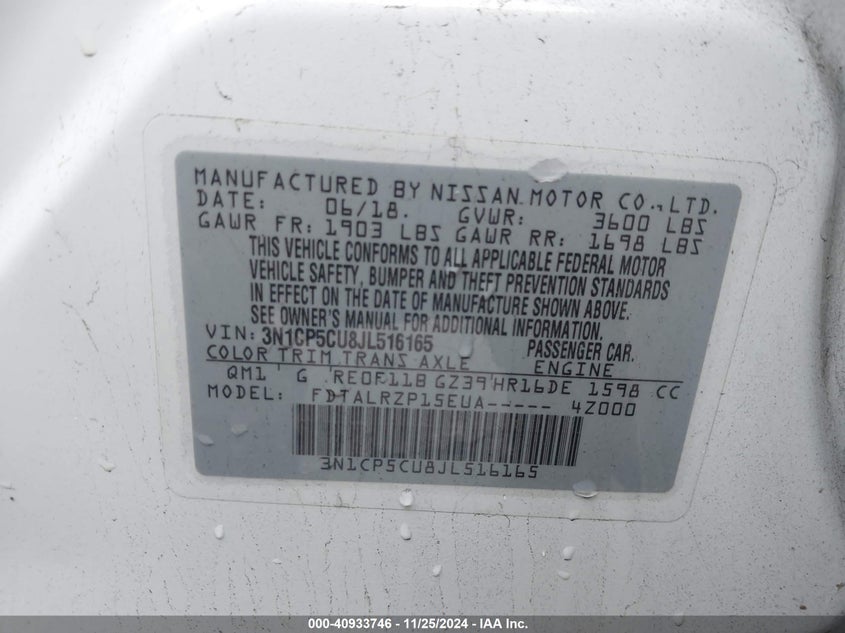 MANUFACTURED BY NISSAN MOTOR CO., LTD.
DATE: 06/18. GVWR: 3600 LBS
GAWR FR: 1903 LBS GAWR RR: 1698 LBS
THIS VEHICLE CONFORMS TO ALL APPLICABLE FEDERAL MOTOR
VEHICLE SAFETY, BUMPER AND THEFT PREVENTION STANDARDS
IN EFFECT ON THE DATE OF MANUFACTURE SHOWN ABOVE.
SEE OWNER'S MANUAL FOR ADDITIONAL INFORMATION.
VIN: 3N1CP5CU8JL516165 PASSENGER CAR.
COLOR TRIM TRANS AXLE ENGINE
QM1 G RE0F11B GZ39 HR16DE 1598 CC
MODEL: FDTALRZP15EUA----- 4Z000
3N1CP5CU8JL516165
000-40933746 - 11/25/2024 - IAA Inc.